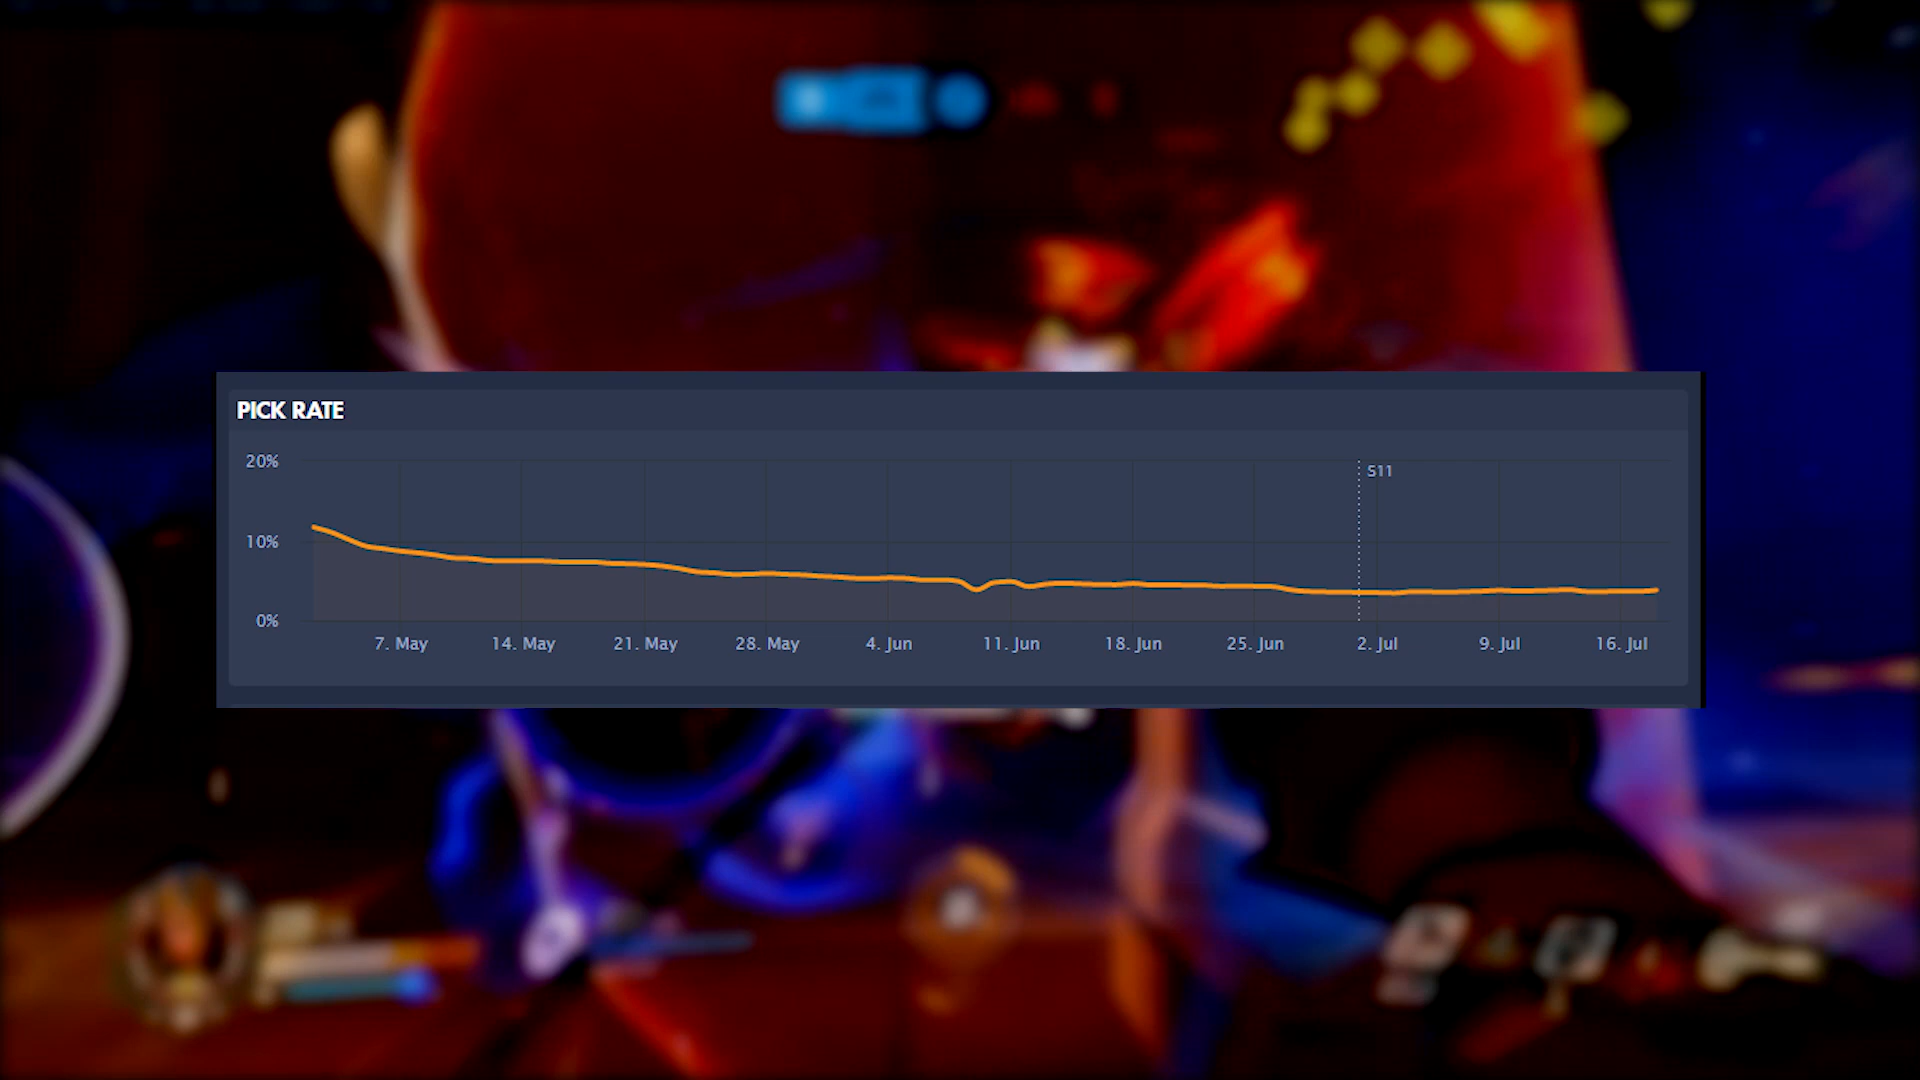 PICK RATE
20%
S11
10%
0%
7. May 14. May 21. May 28. May 4. Jun 11. Jun 18. Jun 25. Jun 2. Jul 9. Jul 16. Jul